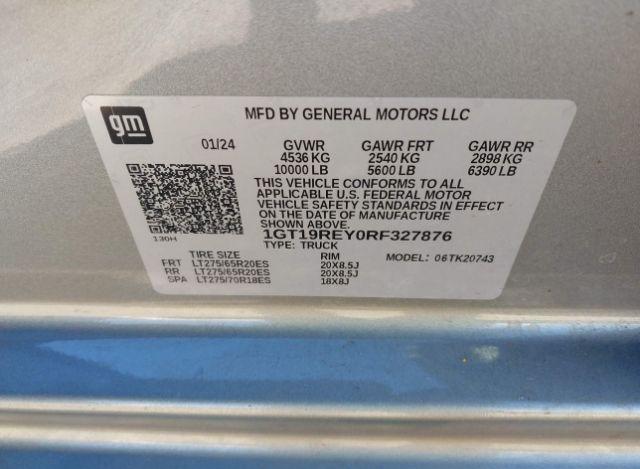 gm
MFD BY GENERAL MOTORS LLC
01/24 GVWR GAWR FRT GAWR RR
4536 KG 2540 KG 2898 KG
10000 LB 5600 LB 6390 LB
THIS VEHICLE CONFORMS TO ALL
APPLICABLE U.S. FEDERAL MOTOR
VEHICLE SAFETY STANDARDS IN EFFECT
ON THE DATE OF MANUFACTURE
SHOWN ABOVE.
130H
1GT19REY0RF327876
TYPE: TRUCK MODEL: 06TK20743
TIRE SIZE RIM
FRT LT275/65R20ES 20X8.5J
RR LT275/65R20ES 20X8.5J
SPA LT275/70R18ES 18X8J